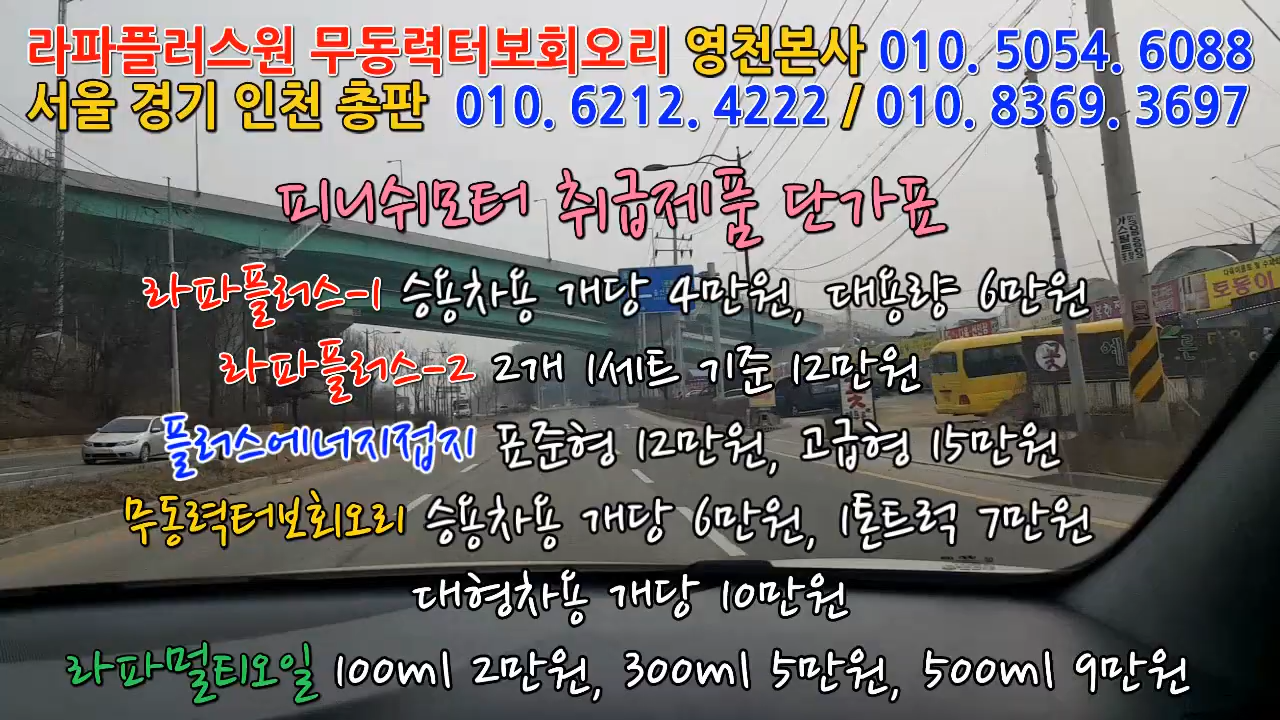 라파플러스원 무동력터보회오리 영천본사 010. 5054. 6088
서울 경기 인천 총판 010. 6212. 4222 / 010. 8369. 3697
피니쉬모터 취급제품 단가표
라파플러스-1 승용차용 개당 4만원, 대용량 6만원
라파플러스-2 2개 1세트 기준 12만원
플러스에너지접지 표준형 12만원, 고급형 15만원
무동력터보회오리 승용차용 개당 6만원, 1톤트럭 7만원
대형차용 개당 10만원
라파멀티오일 100ml 2만원, 300ml 5만원, 500ml 9만원
호동이
꽃